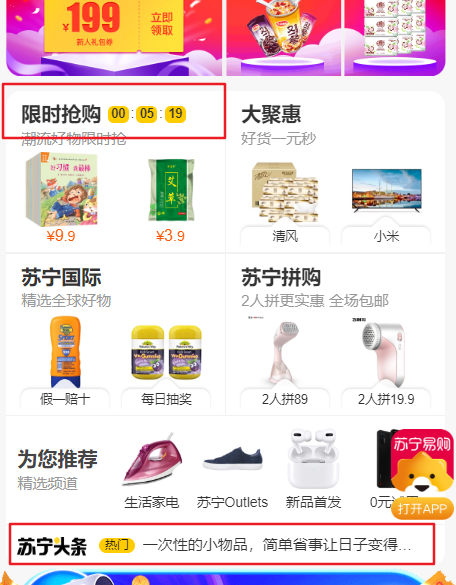 ¥199
新人礼包券
立即
领取
限时抢购 00:05:19
潮流好物限时抢
大聚惠
好货一元秒
¥9.9
¥3.9
清风
小米
苏宁国际
精选全球好物
苏宁拼购
2人拼更实惠 全场包邮
假一赔十
每日抽奖
2人拼89
2人拼19.9
为您推荐
精选频道
生活家电
苏宁Outlets
新品首发
苏宁易购
打开APP
苏宁头条 热门 一次性的小物品，简单省事让日子变得...